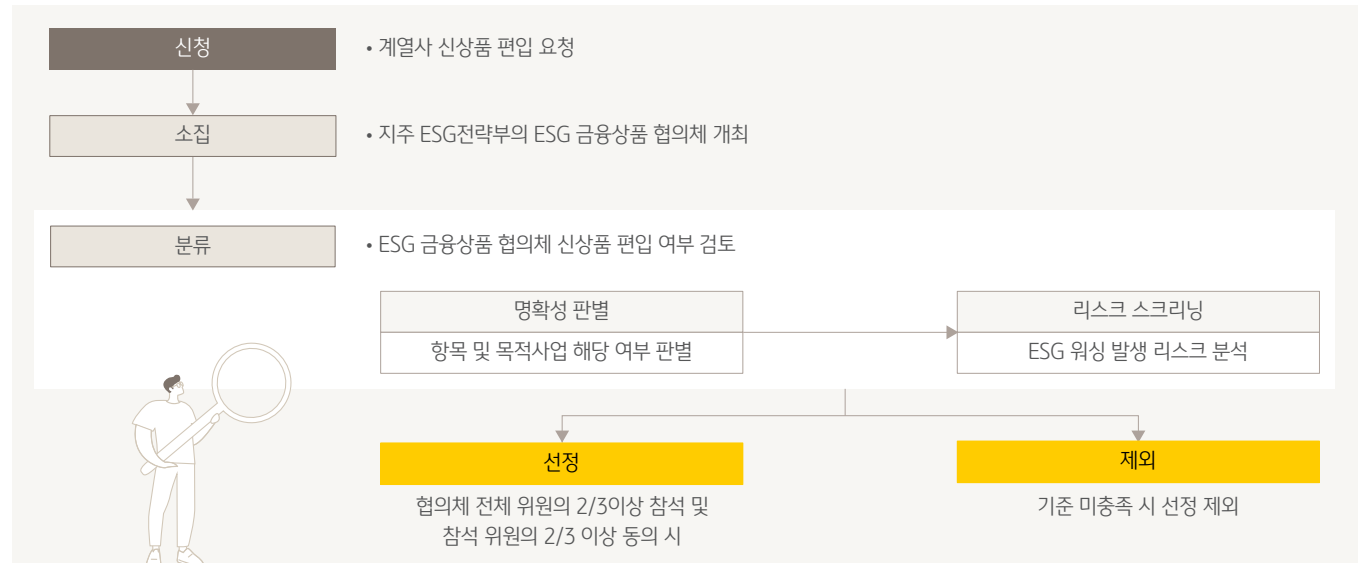 신청
• 계열사 신상품 편입 요청
소집
• 지주 ESG전략부의 ESG 금융상품 협의체 개최
분류
• ESG 금융상품 협의체 신상품 편입 여부 검토
명확성 판별
항목 및 목적사업 해당 여부 판별
리스크 스크리닝
ESG 워싱 발생 리스크 분석
선정
협의체 전체 위원의 2/3이상 참석 및
참석 위원의 2/3 이상 동의 시
제외
기준 미충족 시 선정 제외